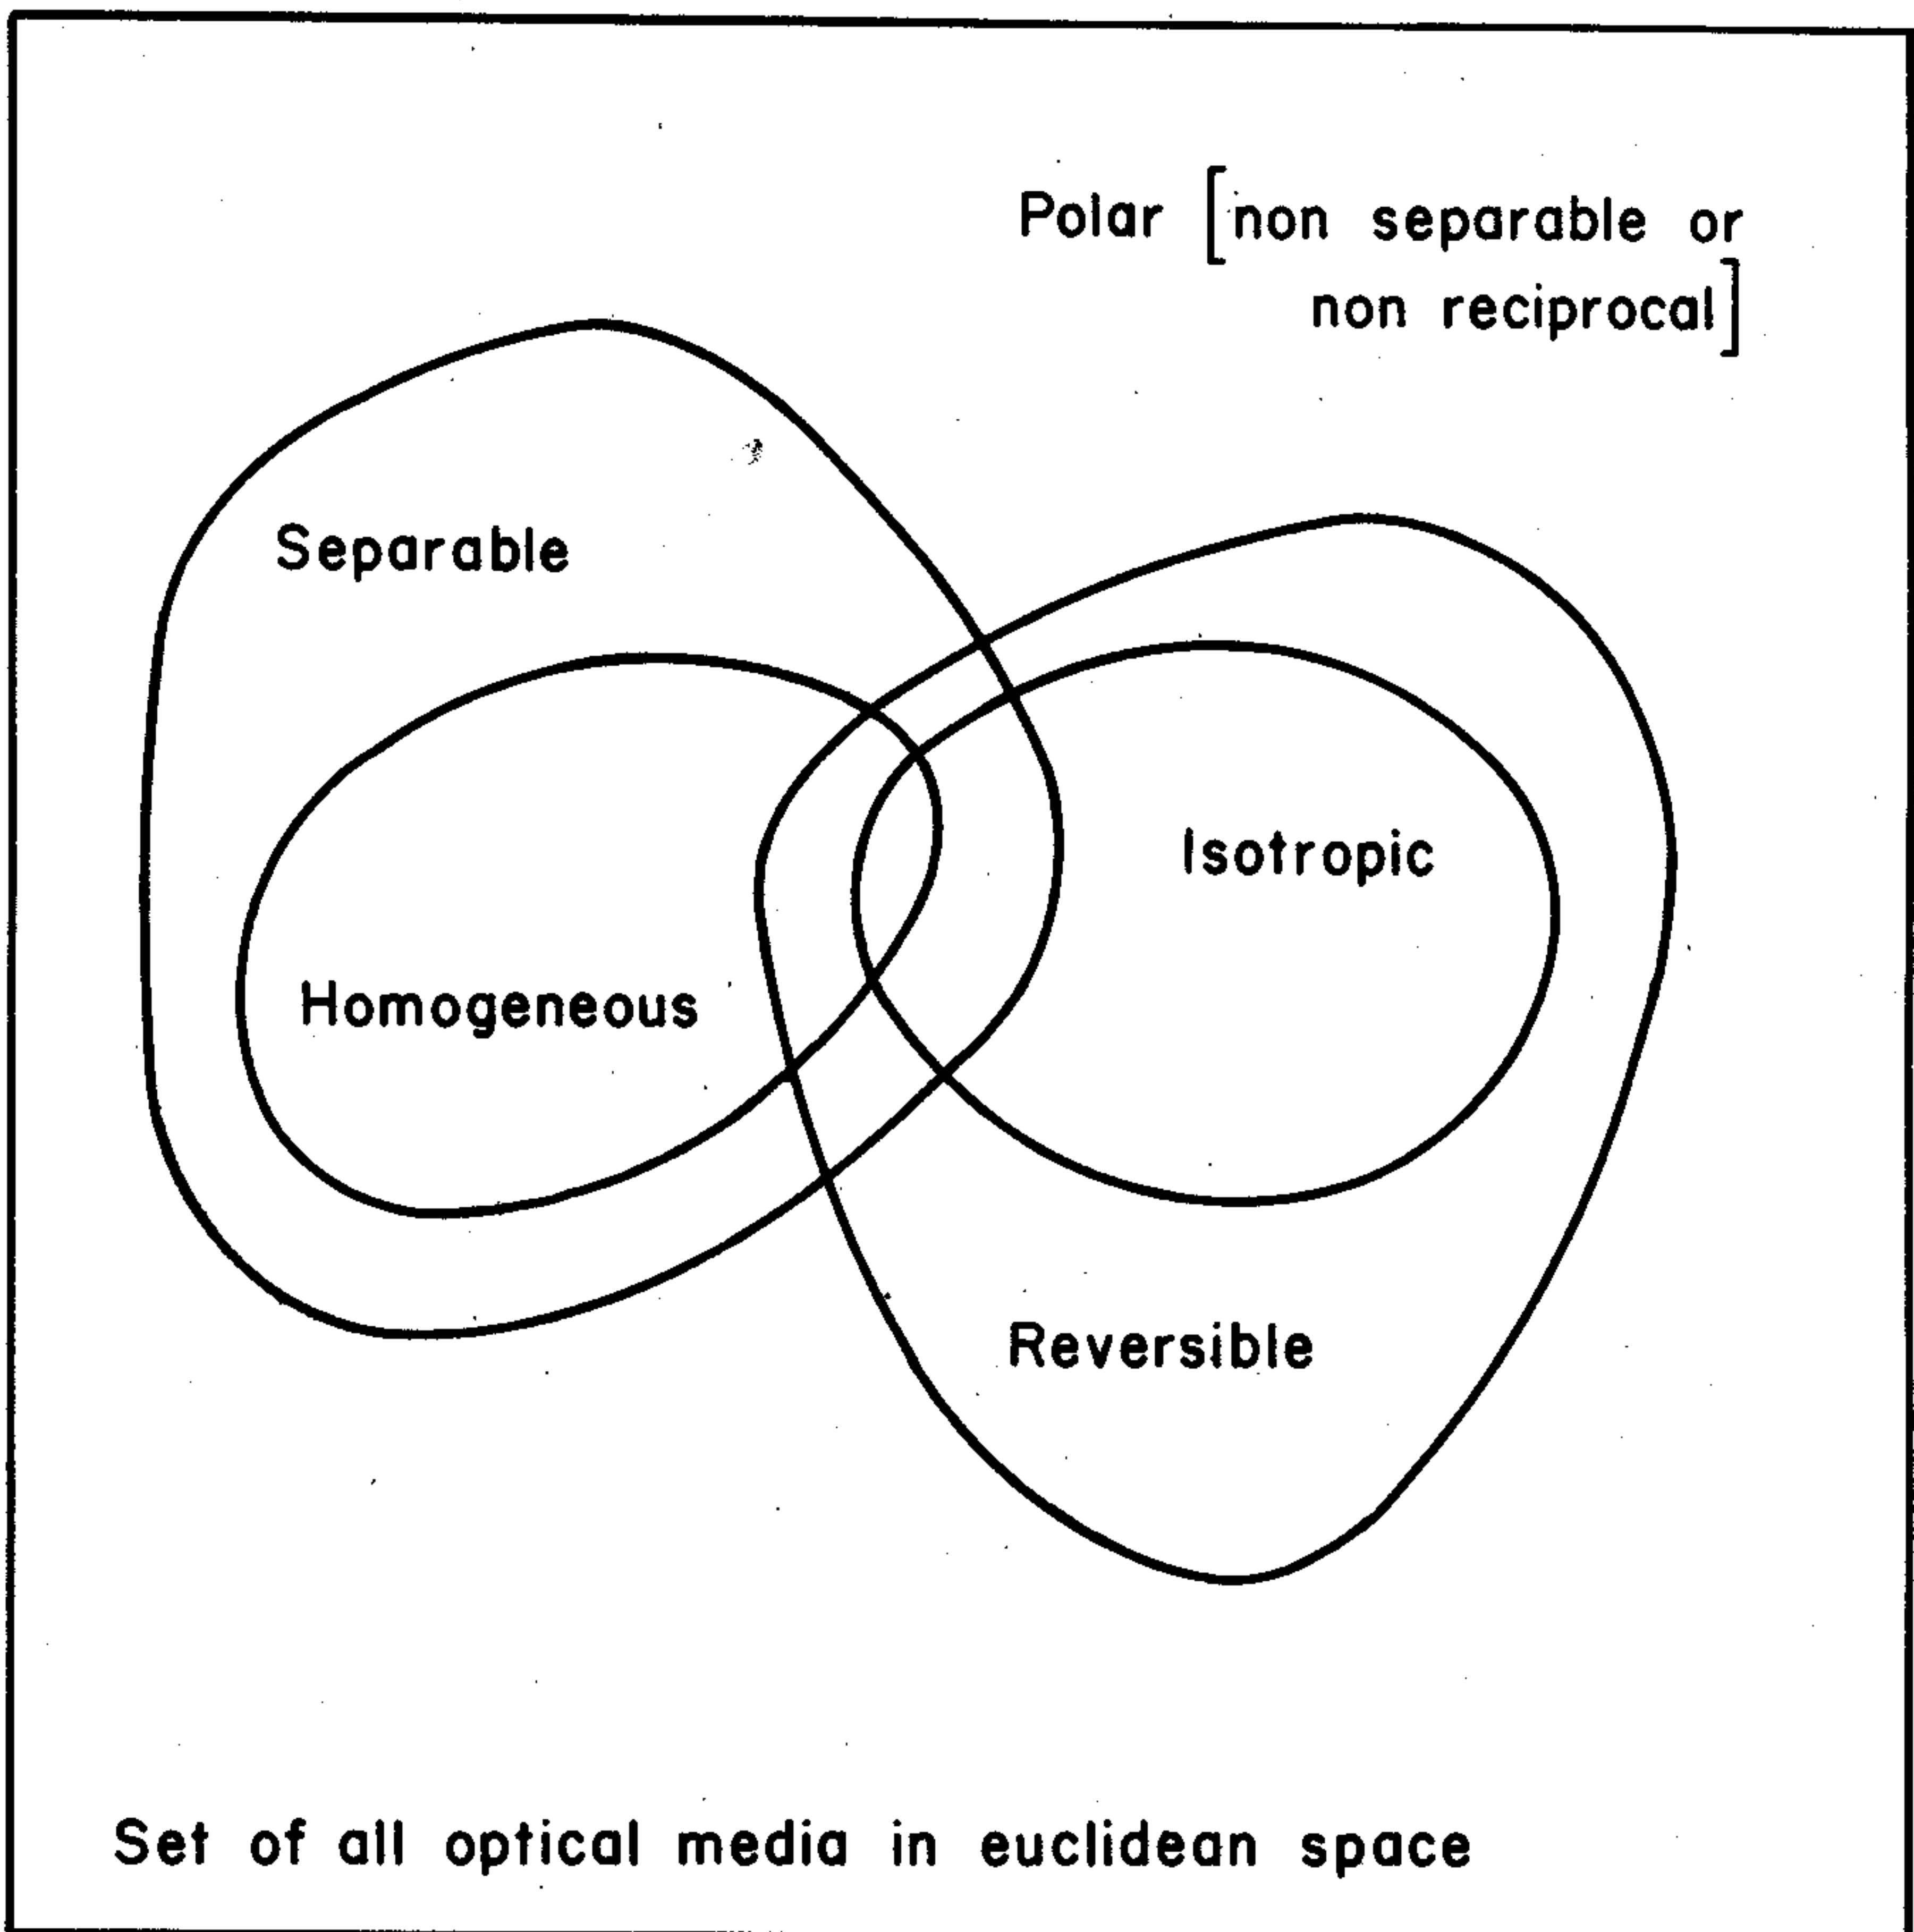 Polar [non separable or
non reciprocal]
Separable
Isotropic
Homogeneous
Reversible
Set of all optical media in euclidean space